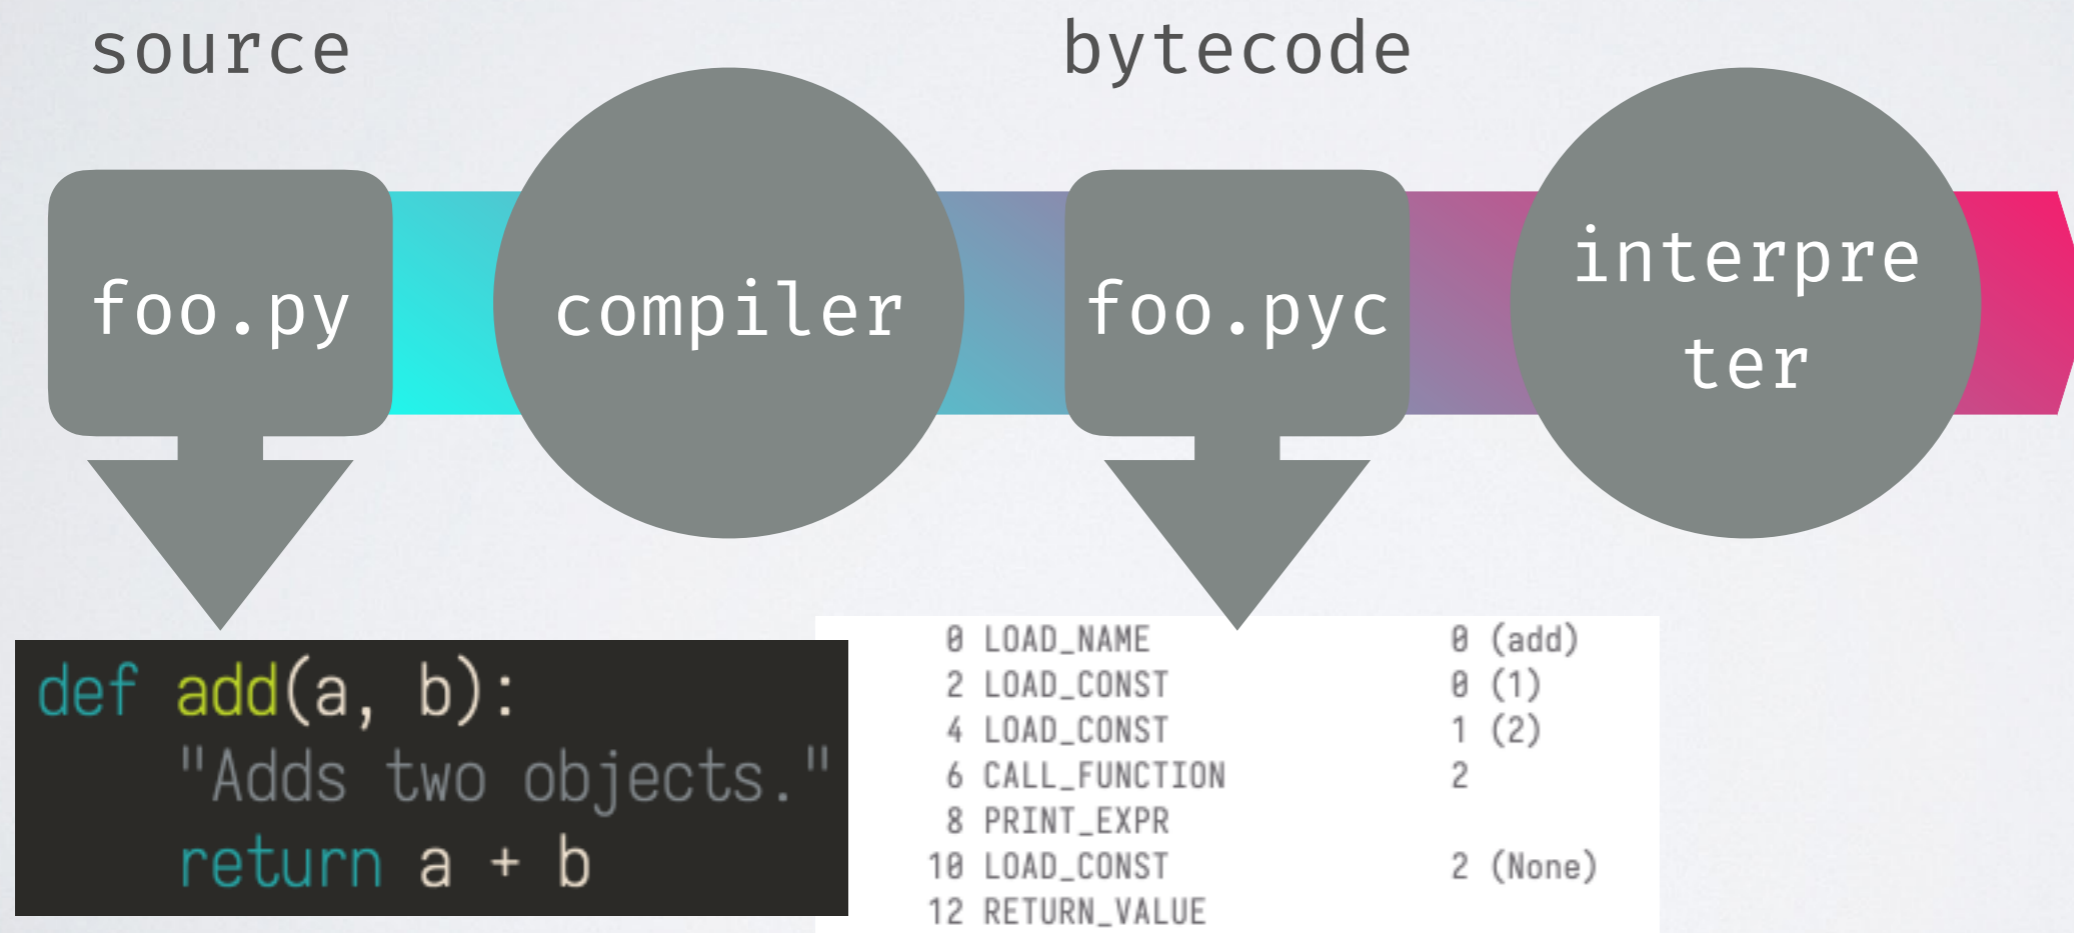 source
bytecode
foo.py
compiler
foo.pyc
interpre
ter
def add(a, b):
"Adds two objects."
return a + b
0 LOAD_NAME 0 (add)
2 LOAD_CONST 0 (1)
4 LOAD_CONST 1 (2)
6 CALL_FUNCTION 2
8 PRINT_EXPR
10 LOAD_CONST 2 (None)
12 RETURN_VALUE